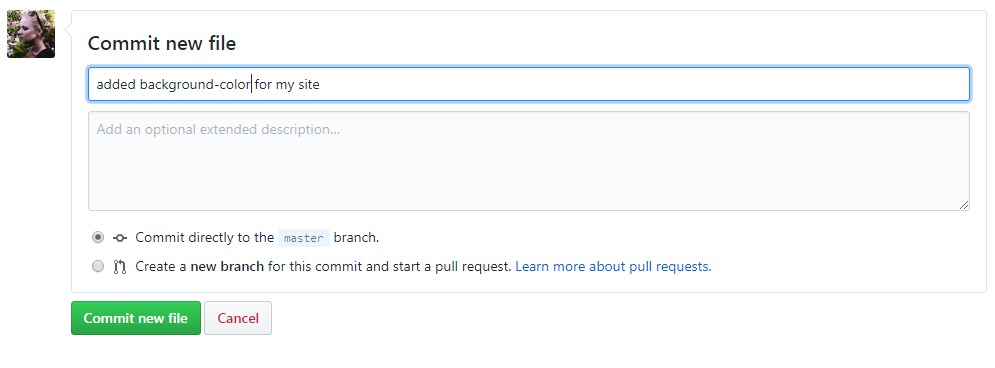 Commit new file
added background-color for my site
Add an optional extended description...
Commit directly to the master branch.
Create a new branch for this commit and start a pull request. Learn more about pull requests.
Commit new file Cancel